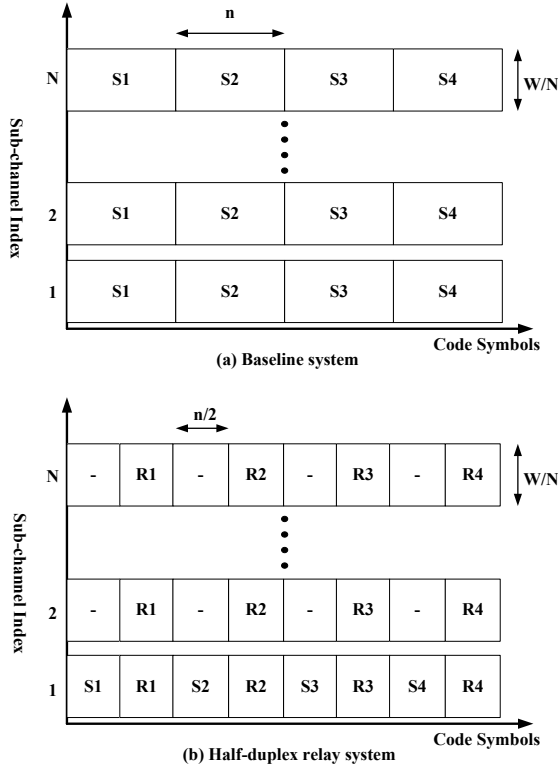 n
N S1 S2 S3 S4 W/N
Sub-channel Index
2 S1 S2 S3 S4
1 S1 S2 S3 S4
Code Symbols
(a) Baseline system
n/2
N - R1 - R2 - R3 - R4 W/N
Sub-channel Index
2 - R1 - R2 - R3 - R4
1 S1 R1 S2 R2 S3 R3 S4 R4
Code Symbols
(b) Half-duplex relay system